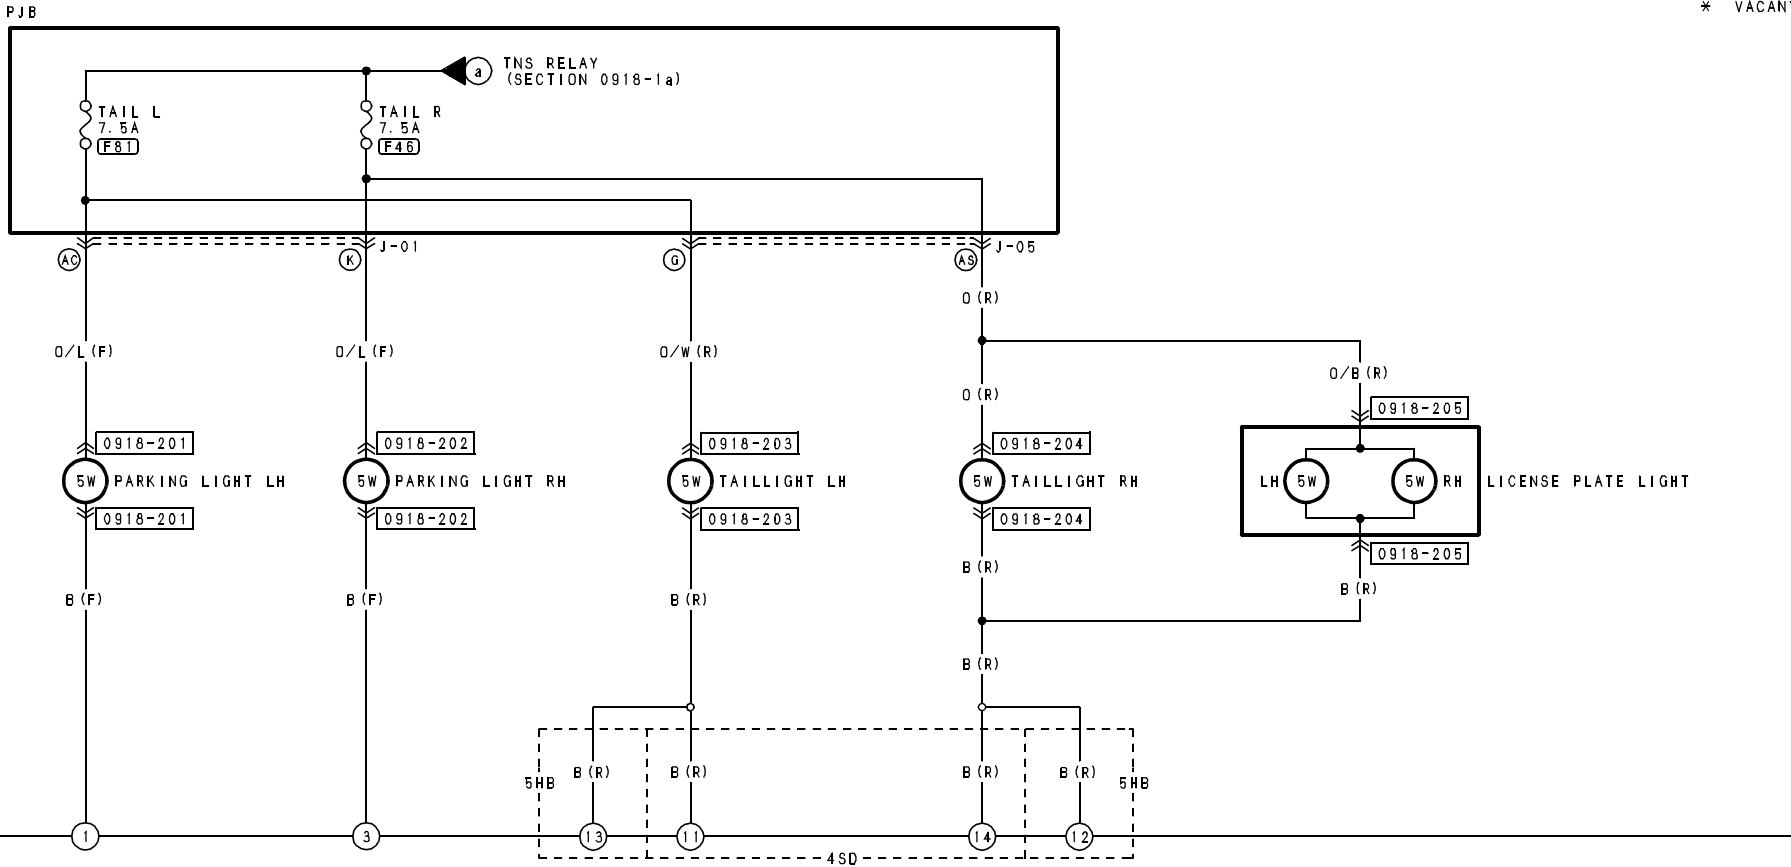 PJB
* VACAN
TNS RELAY
(SECTION 0918-1a)
a
TAIL L
7.5A
F81
TAIL R
7.5A
F46
AC
K
J-01
G
AS
J-05
O (R)
O/L (F)
O/L (F)
O/W (R)
O/B (R)
O (R)
0918-205
0918-201
0918-202
0918-203
0918-204
5W PARKING LIGHT LH
5W PARKING LIGHT RH
5W TAILLIGHT LH
5W TAILLIGHT RH
LH 5W
5W RH
LICENSE PLATE LIGHT
0918-201
0918-202
0918-203
0918-204
0918-205
B (R)
B (R)
B (F)
B (F)
B (R)
B (R)
5HB
B (R)
B (R)
B (R)
B (R)
5HB
1
3
13
11
14
12
4SD